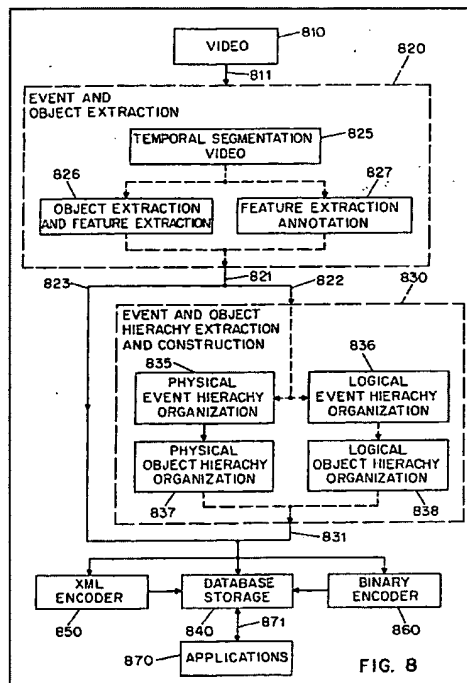 VIDEO
810
811
820
EVENT AND
OBJECT EXTRACTION
TEMPORAL SEGMENTATION
VIDEO
825
826
827
OBJECT EXTRACTION
AND FEATURE EXTRACTION
FEATURE EXTRACTION
ANNOTATION
821
822
823
830
EVENT AND OBJECT
HIERACHY EXTRACTION
AND CONSTRUCTION
835
836
PHYSICAL
EVENT HIERACHY
ORGANIZATION
LOGICAL
EVENT HIERACHY
ORGANIZATION
PHYSICAL
OBJECT HIERACHY
ORGANIZATION
LOGICAL
OBJECT HIERACHY
ORGANIZATION
837
838
831
XML
ENCODER
DATABASE
STORAGE
BINARY
ENCODER
850
840
871
860
870
APPLICATIONS
FIG. 8